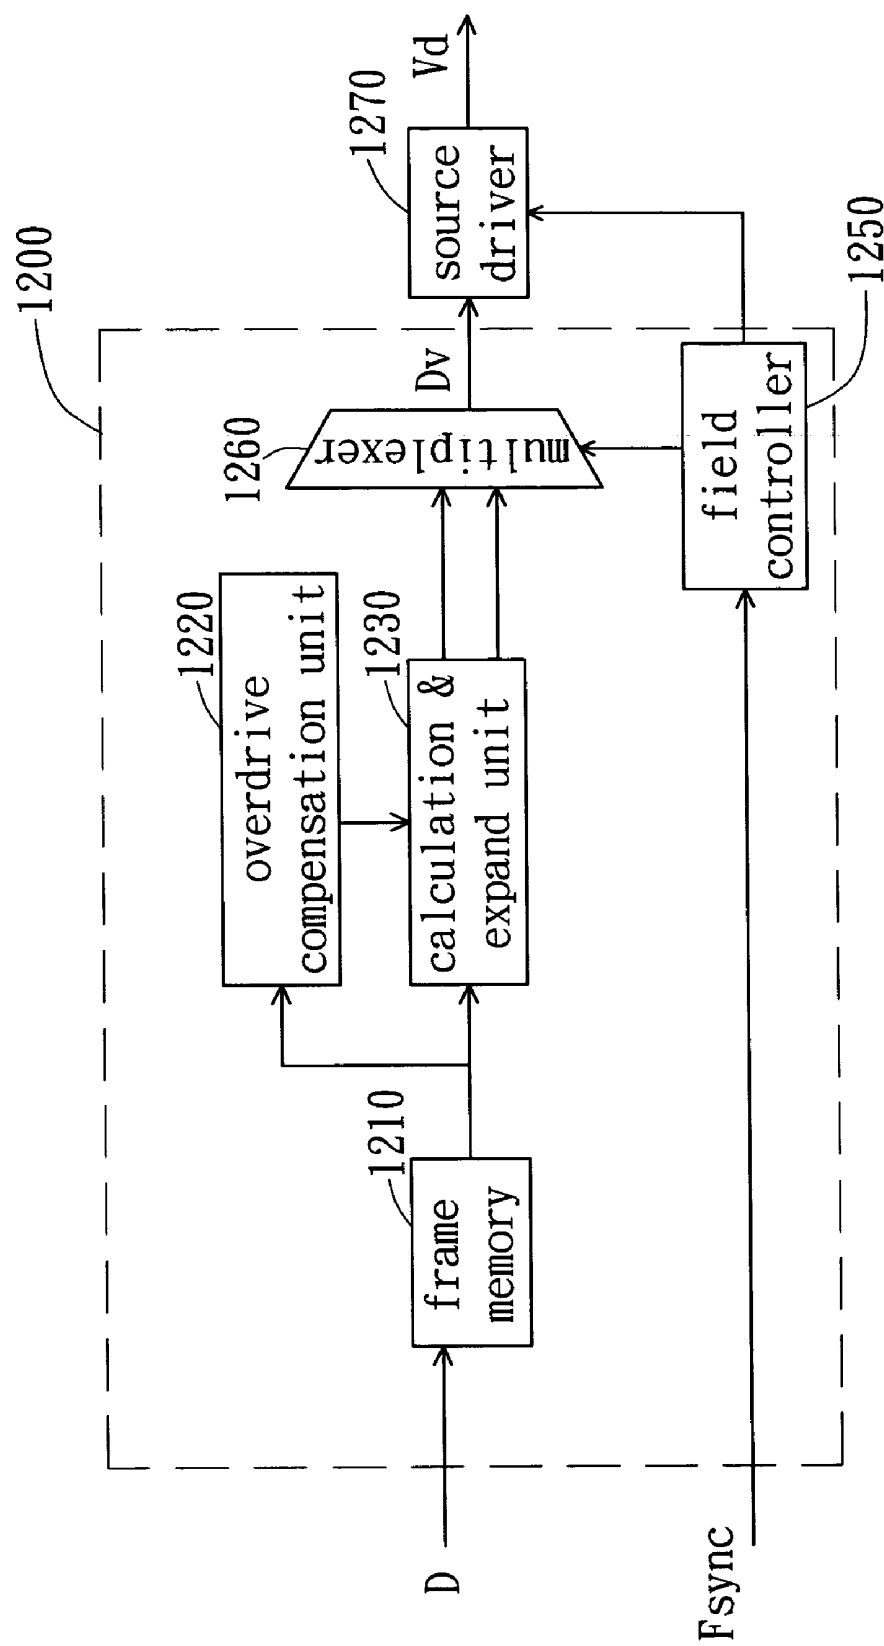 1200
1220
overdrive
compensation unit
1210
frame
memory
1230
calculation &
expand unit
1260
multiplexer
Dv
1270
source
driver
Vd
D
Fsync
field
controller
1250